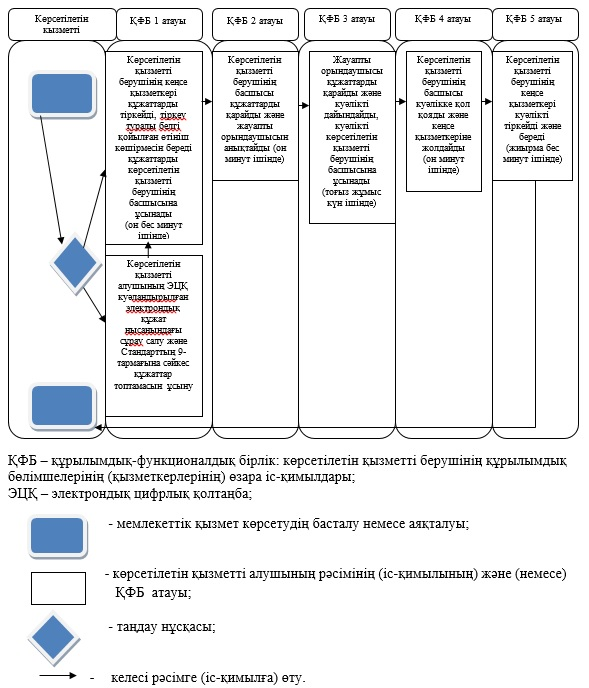 Көрсетілетін
қызметті
ҚФБ 1 атауы
ҚФБ 2 атауы
ҚФБ 3 атауы
ҚФБ 4 атауы
ҚФБ 5 атауы
Көрсетілетін
қызметті
берушінің кеңсе
қызметкері
құжаттарды
тіркейді, тіркеу
туралы белгі
қойылған өтініш
көшірмесін береді
құжаттарды
көрсетілетін
қызметті
берушінің
басшысына
ұсынады
(он бес минут
ішінде)
Көрсетілетін
қызметті
берушінің
басшысы
құжаттарды
қарайды және
жауапты
орындаушысын
анықтайды (он
минут ішінде)
Жауапты
орындаушысы
құжаттарды
қарайды және
куәлікті
дайындайды,
куәлікті
көрсетілетін
қызметті
берушінің
басшысына
ұсынады
(тоғыз жұмыс
күн ішінде)
Көрсетілетін
қызметті
берушінің
басшысы
куәлікке қол
қояды және
кеңсе
қызметкеріне
жолдайды
(он минут
ішінде)
Көрсетілетін
қызметті
берушінің
кеңсе
қызметкері
куәлікті
тіркейді және
береді
(жиырма бес
минут ішінде)
Көрсетілетін
қызметті
алушының ЭЦҚ
куәландырылған
электрондық
құжат
нысанындағы
сұрау салу және
Стандарттың 9-
тармағына сәйкес
құжаттар
топтамасын ұсыну
ҚФБ – құрылымдық-функционалдық бірлік: көрсетілетін қызметті берушінің құрылымдық
бөлімшелерінің (қызметкерлерінің) өзара іс-қимылдары;
ЭЦҚ – электрондық цифрлық қолтаңба;
- мемлекеттік қызмет көрсетудің басталу немесе аяқталуы;
- көрсетілетін қызметті алушының рәсімінің (іс-қимылының) және (немесе)
ҚФБ атауы;
- таңдау нұсқасы;
- келесі рәсімге (іс-қимылға) өту.